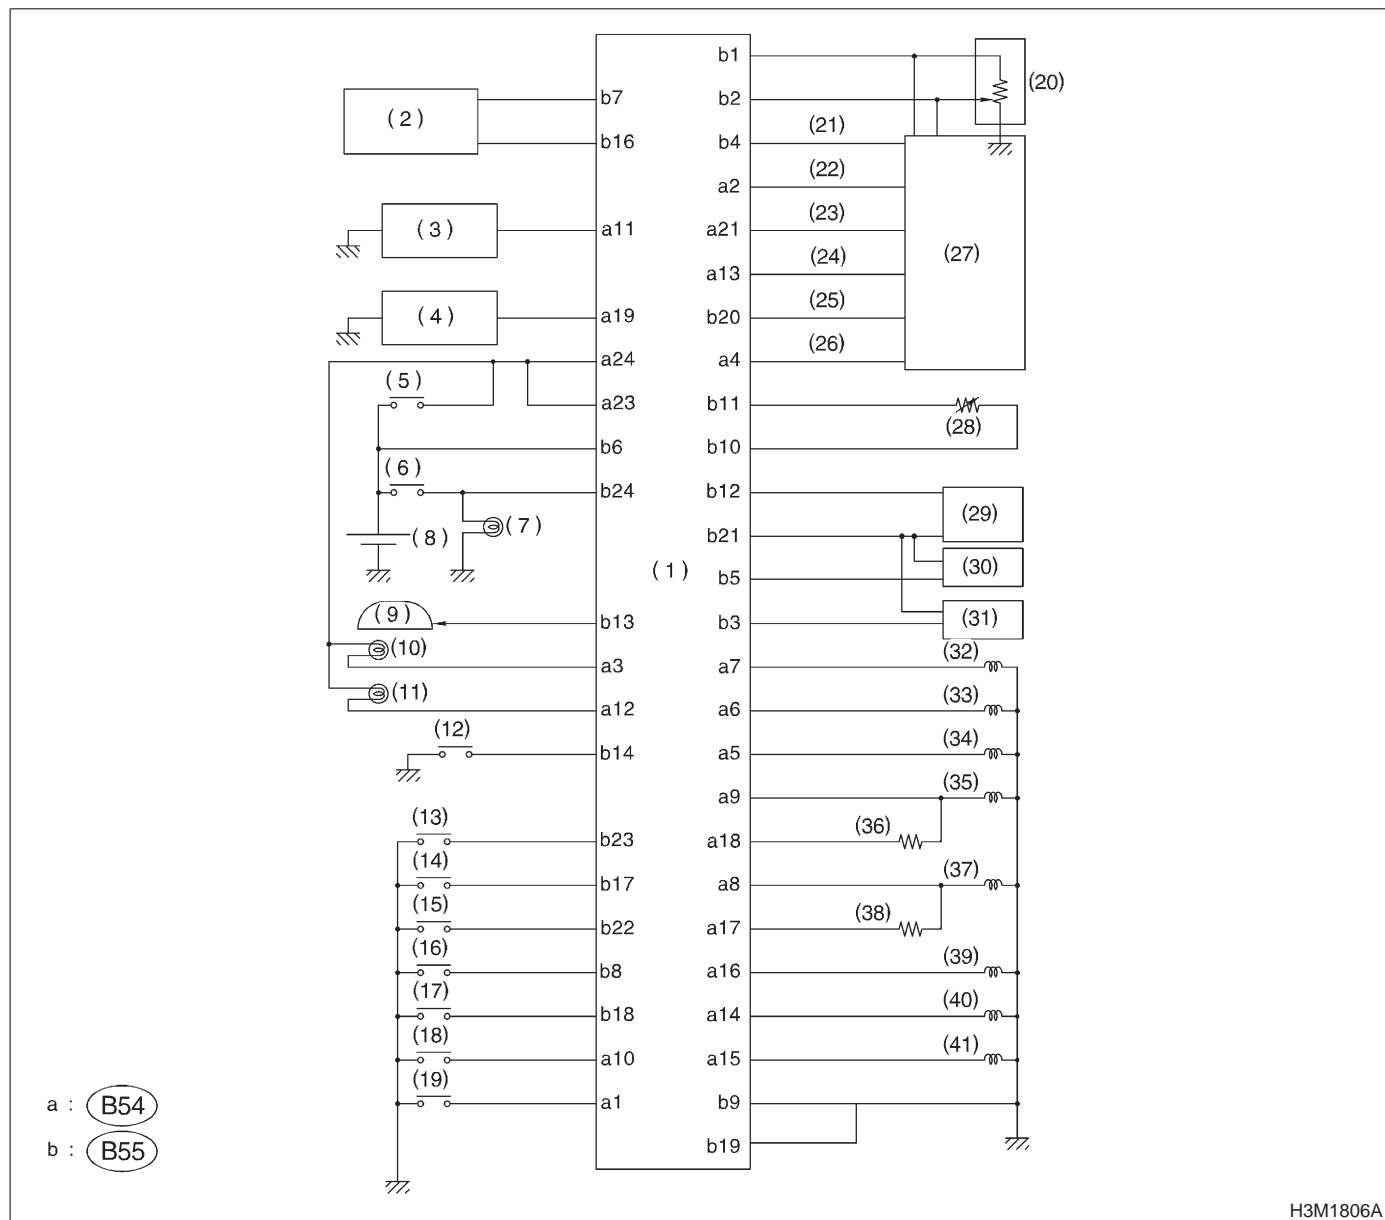 b1
(20)
b7
b2
( 2 )
(21)
b16
b4
(22)
a2
(23)
( 3 )
a11
a21
(27)
(24)
a13
(25)
( 4 )
a19
b20
(26)
a24
a4
( 5 )
a23
b11
(28)
b6
b10
( 6 )
b24
b12
(29)
( 7 )
( 8 )
b21
( 1 )
(30)
b5
( 9 )
b13
b3
(31)
(10)
(32)
a3
a7
(11)
(33)
a12
a6
(12)
(34)
b14
a5
(35)
a9
(13)
(36)
b23
a18
(14)
(37)
b17
a8
(15)
(38)
b22
a17
(16)
(39)
b8
a16
(17)
(40)
b18
a14
(18)
(41)
a10
a15
(19)
a : B54
a1
b9
b : B55
b19
H3M1806A